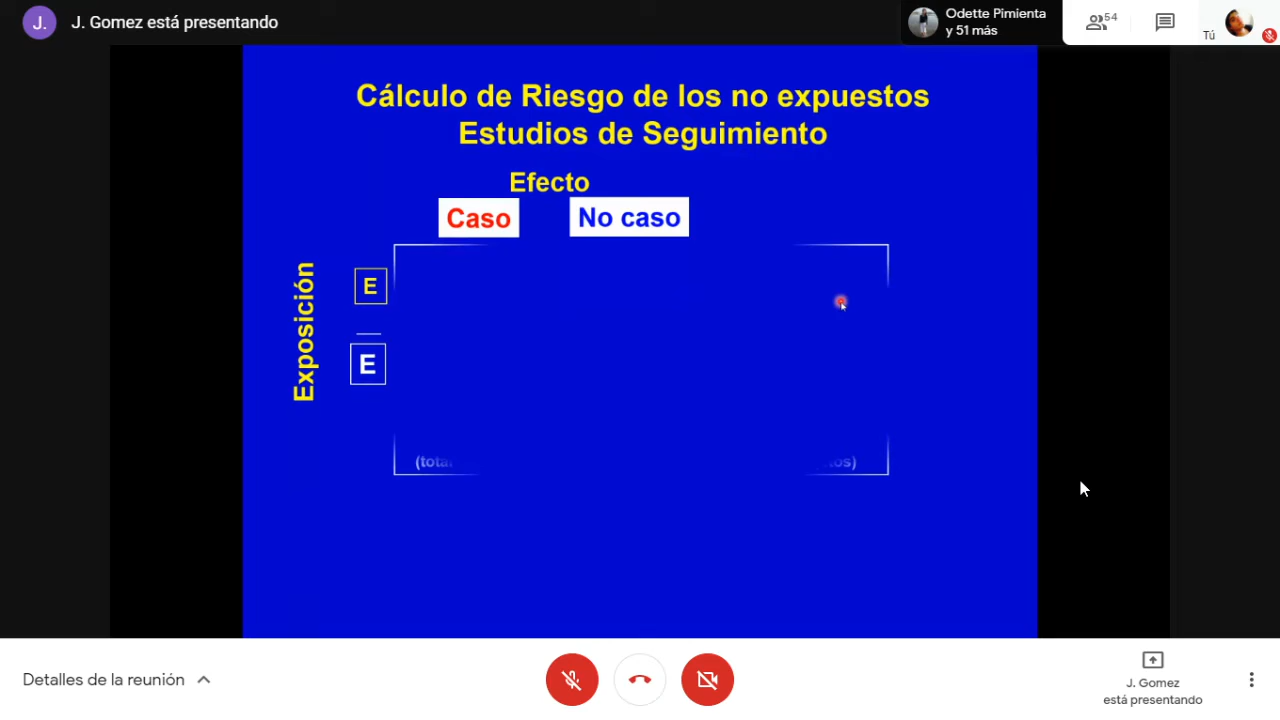 J.
J. Gomez está presentando
Odette Pimienta
y 51 más
54
Tú
Cálculo de Riesgo de los no expuestos
Estudios de Seguimiento
Efecto
Caso
No caso
Exposición
E
E
Detalles de la reunión
J. Gomez
está presentando